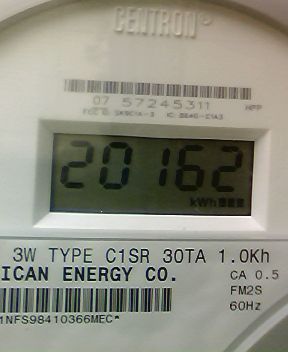 CENTRON
07 57245311 HPP
20162
kWh
3W TYPE C1SR 30TA 1.0Kh
ICAN ENERGY CO. CA 0.5
FM2S
60Hz
1NFS98410366MEC*